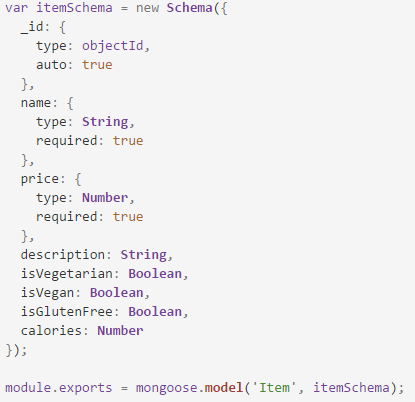 var itemSchema = new Schema({
  _id: {
    type: objectId,
    auto: true
  },
  name: {
    type: String,
    required: true
  },
  price: {
    type: Number,
    required: true
  },
  description: String,
  isVegetarian: Boolean,
  isVegan: Boolean,
  isGlutenFree: Boolean,
  calories: Number
});

module.exports = mongoose.model('Item', itemSchema);